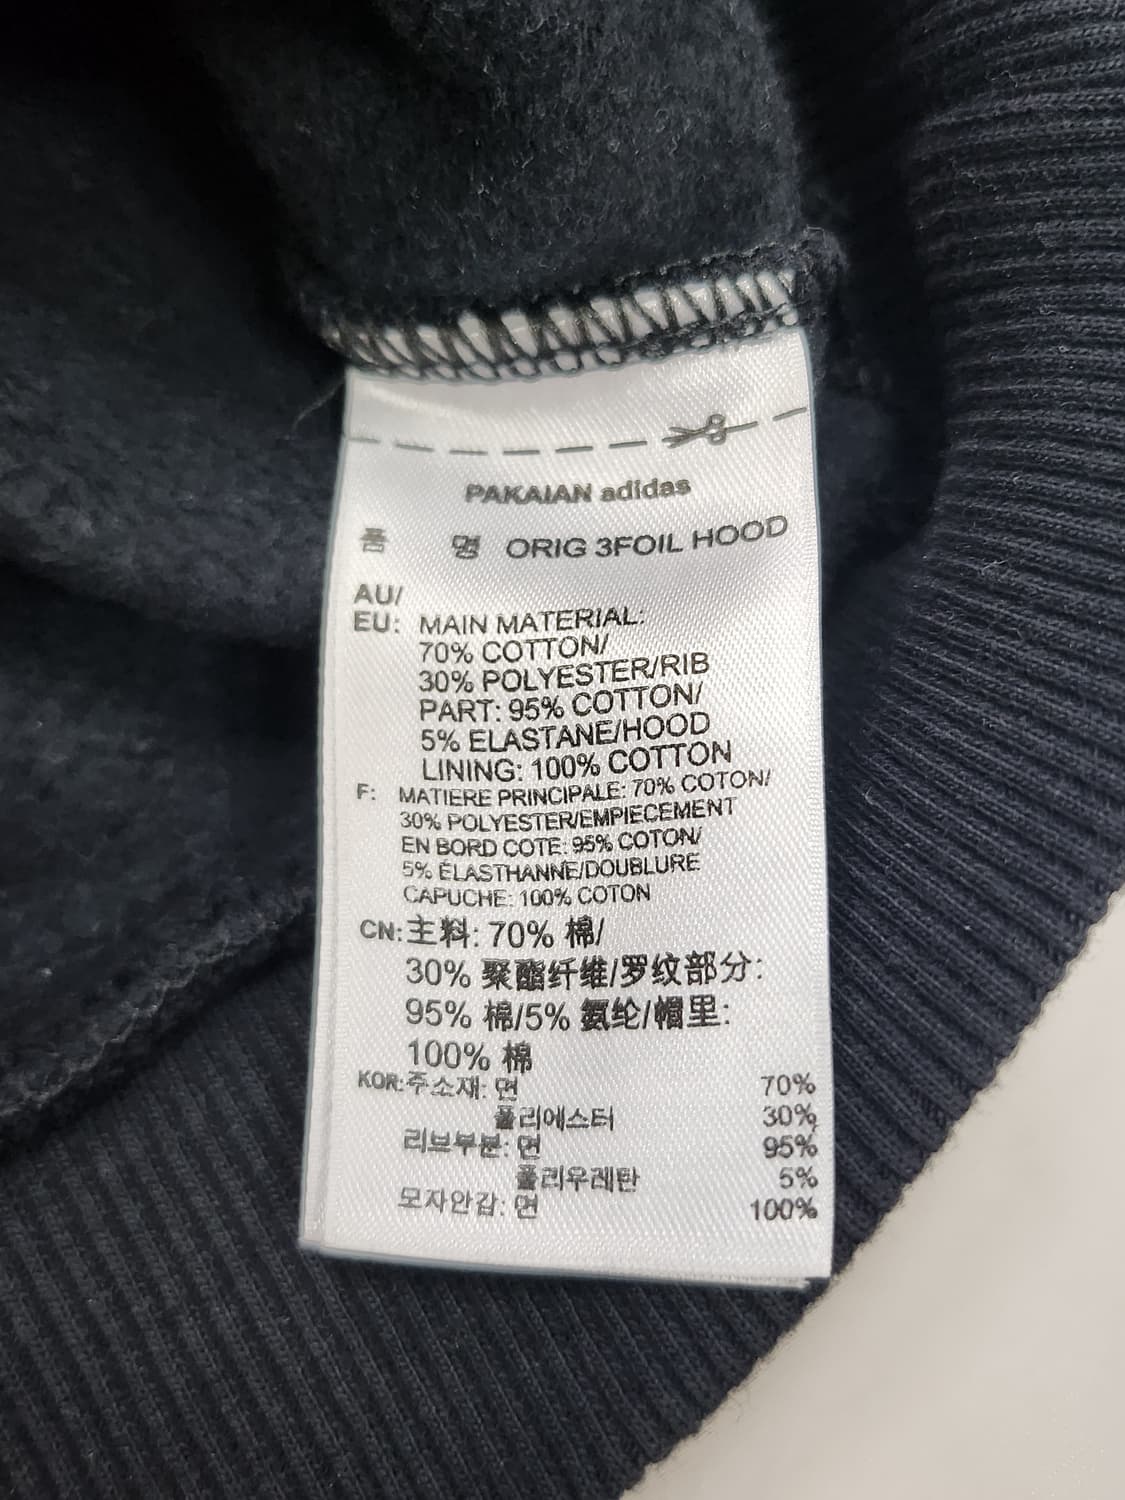 PAKAIAN adidas
품 명 ORIG 3FOIL HOOD
AU/
EU: MAIN MATERIAL:
70% COTTON/
30% POLYESTER/RIB
PART: 95% COTTON/
5% ELASTANE/HOOD
LINING: 100% COTTON
F: MATIERE PRINCIPALE: 70% COTON/
30% POLYESTER/EMPIECEMENT
EN BORD COTE: 95% COTON/
5% ÉLASTHANNE/DOUBLURE
CAPUCHE: 100% COTON
CN: 主料: 70% 棉/
30% 聚酯纤维/罗纹部分:
95% 棉/5% 氨纶/帽里:
100% 棉
KOR: 주소재: 면 70%
폴리에스터 30%
리브부분: 면 95%
폴리우레탄 5%
모자안감: 면 100%